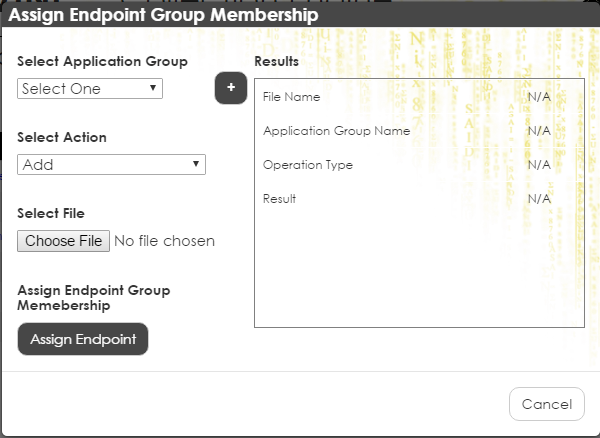 Assign Endpoint Group Membership
Select Application Group
Select One
+
Select Action
Add
Select File
Choose File No file chosen
Assign Endpoint Group
Memebership
Assign Endpoint
Results
File Name N/A
Application Group Name N/A
Operation Type N/A
Result N/A
Cancel